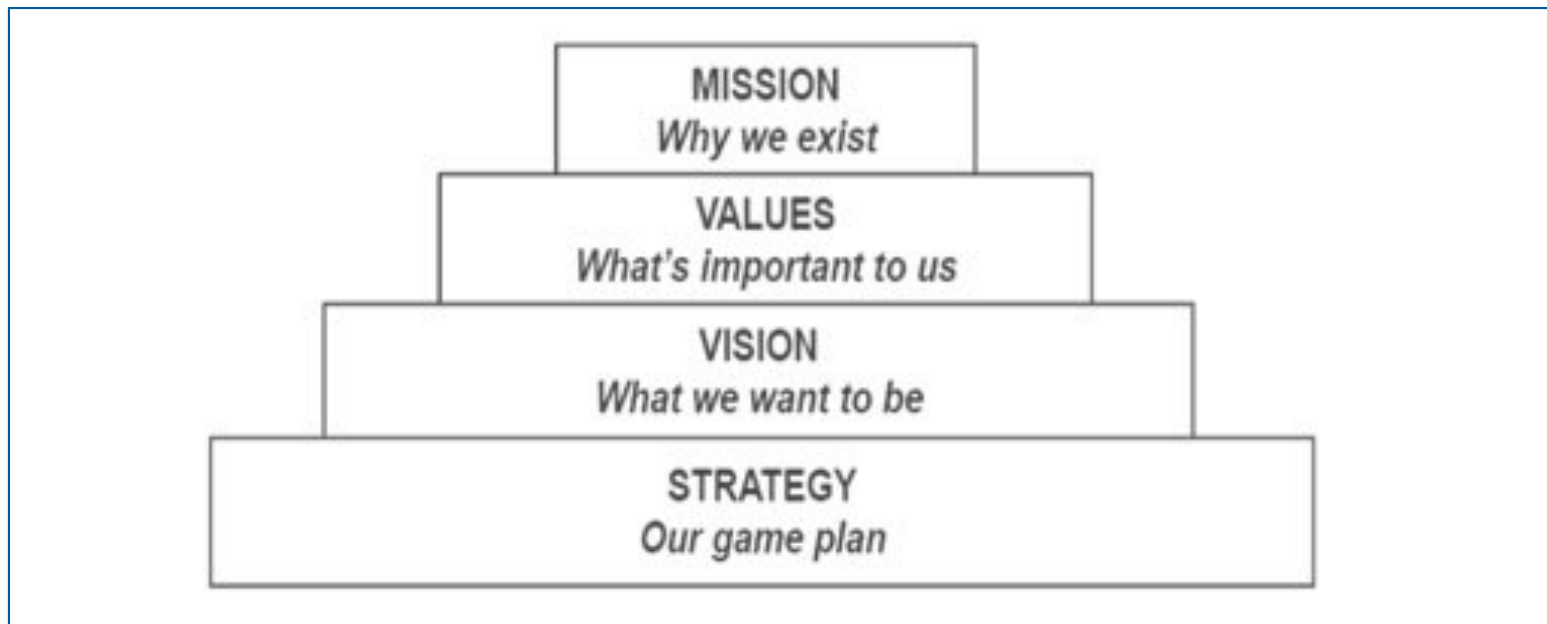 MISSION
Why we exist
VALUES
What's important to us
VISION
What we want to be
STRATEGY
Our game plan